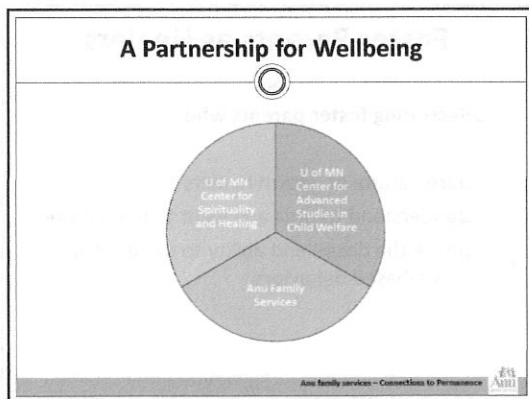 A Partnership for Wellbeing
U of MN
Center for
Spirituality
and Healing
U of MN
Center for
Advanced
Studies in
Child Welfare
Anu Family
Services
Anu family services – Connections to Permanence
Anu